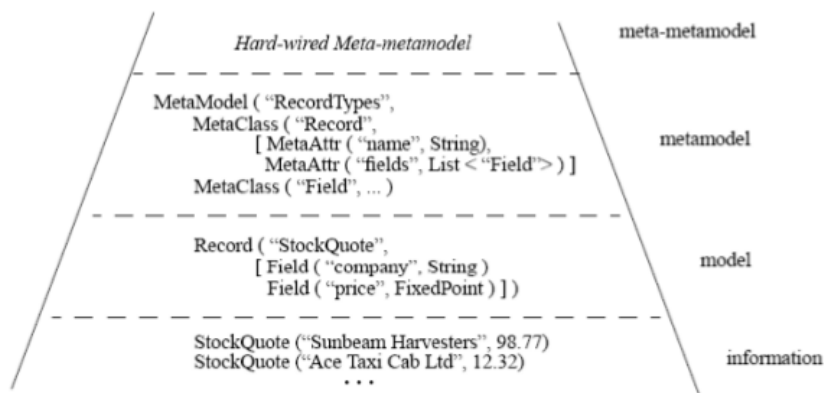 Hard-wired Meta-metamodel
meta-metamodel
MetaModel ( “RecordTypes”,
MetaClass ( “Record”,
[ MetaAttr ( “name”, String),
MetaAttr ( “fields”, List < “Field”> ) ]
MetaClass ( “Field”, ... )
metamodel
Record ( “StockQuote”,
[ Field ( “company”, String )
Field ( “price”, FixedPoint ) ] )
model
StockQuote (“Sunbeam Harvesters”, 98.77)
StockQuote (“Ace Taxi Cab Ltd”, 12.32)
• • •
information